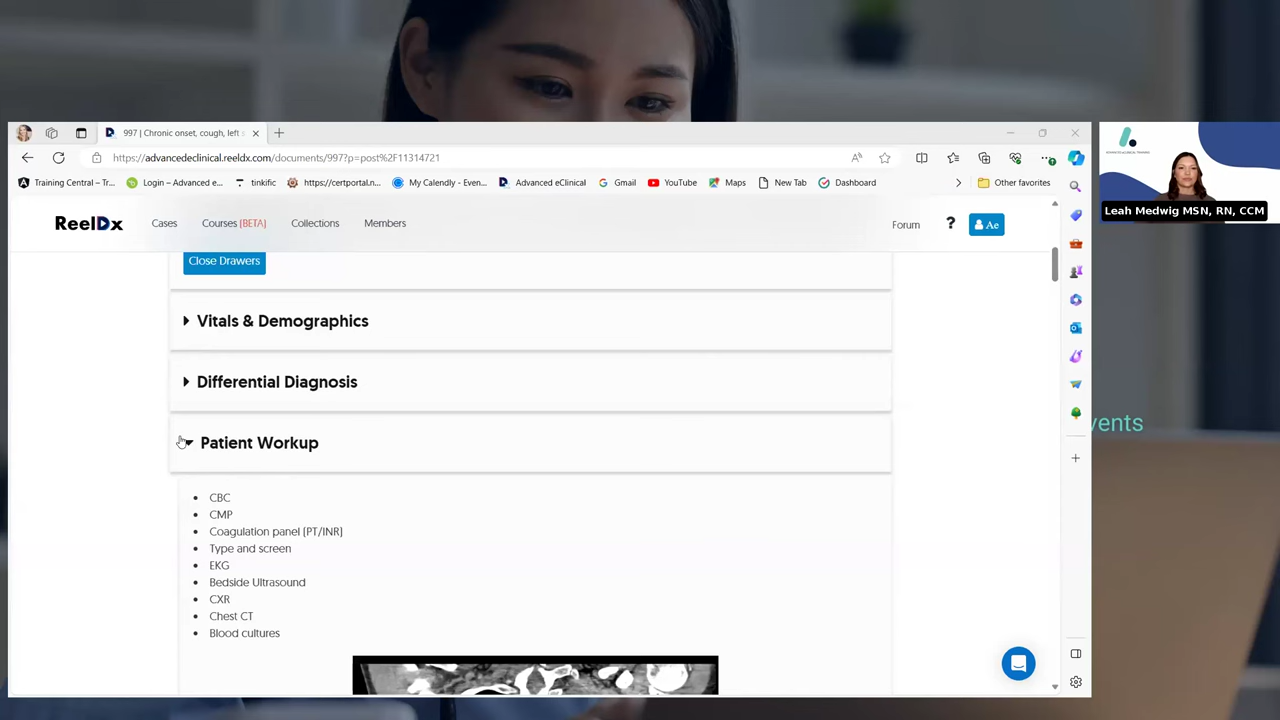 997 | Chronic onset, cough, left
https://advancedeclinical.reeldx.com/documents/997?p=post%2F11314721
Training Central – Tr...
Login – Advanced e...
tinkific
https://certportal.n...
My Calendly - Even...
Advanced eClinical
Gmail
YouTube
Maps
New Tab
Dashboard
Other favorites
Leah Medwig MSN, RN, CCM
ReelDx
Cases
Courses (BETA)
Collections
Members
Forum
?
Ae
Close Drawers
Vitals & Demographics
Differential Diagnosis
Patient Workup
vents
CBC
CMP
Coagulation panel (PT/INR)
Type and screen
EKG
Bedside Ultrasound
CXR
Chest CT
Blood cultures